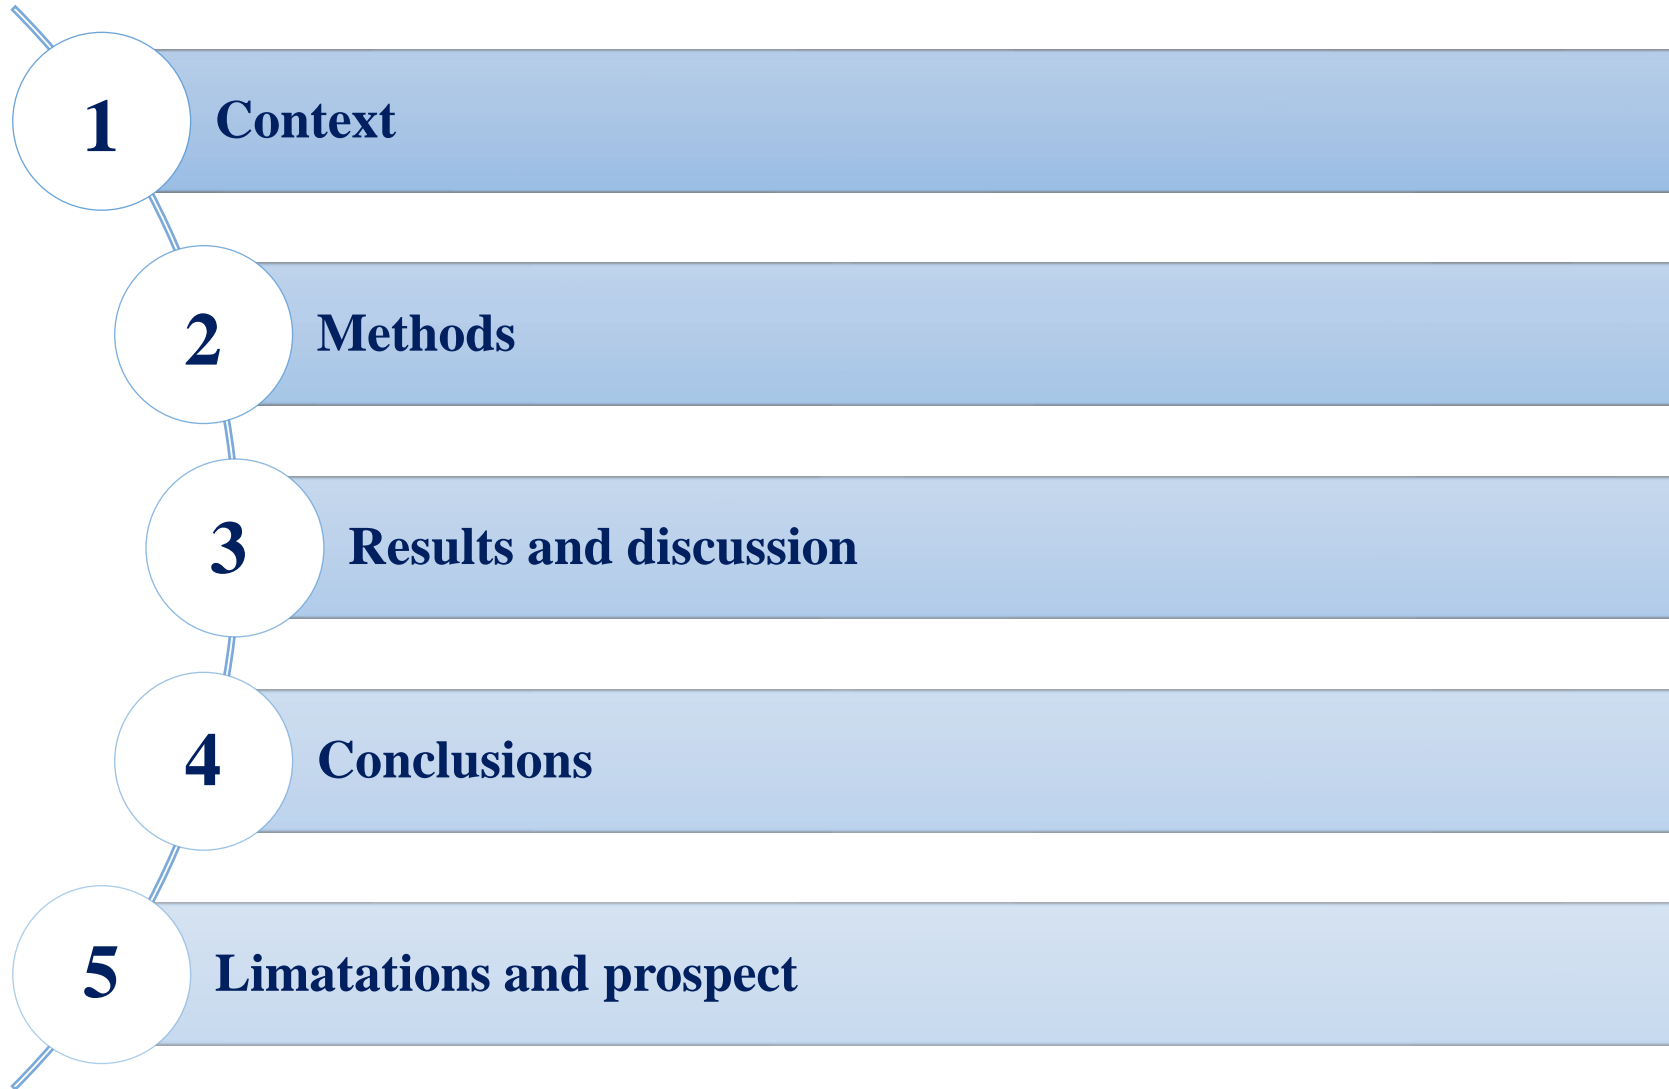 1 Context
2 Methods
3 Results and discussion
4 Conclusions
5 Limatations and prospect